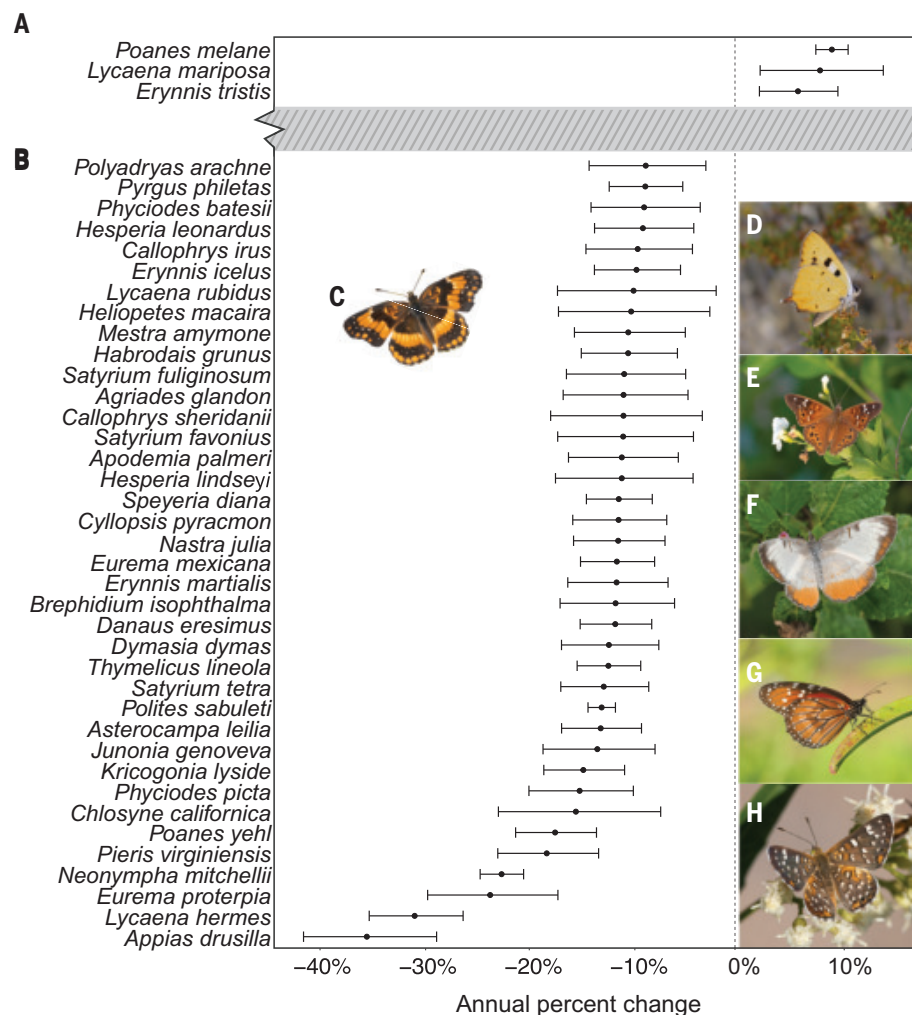 A
Poanes melane
Lycaena mariposa
Erynnis tristis
B
Polyadryas arachne
Pyrgus philetas
Phyciodes batesii
Hesperia leonardus
Callophrys irus
Erynnis icelus
Lycaena rubidus
Heliopetes macaira
Mestra amymone
Habrodais grunus
Satyrium fuliginosum
Agriades glandon
Callophrys sheridanii
Satyrium favonius
Apodemia palmeri
Hesperia lindseyi
Speyeria diana
Cyllopsis pyracmon
Nastra julia
Eurema mexicana
Erynnis martialis
Brephidium isophthalma
Danaus eresimus
Dymasia dymas
Thymelicus lineola
Satyrium tetra
Polites sabuleti
Asterocampa leilia
Junonia genoveva
Kricogonia lyside
Phyciodes picta
Chlosyne californica
Poanes yehl
Pieris virginiensis
Neonympha mitchellii
Eurema proterpia
Lycaena hermes
Appias drusilla
C
D
E
F
G
H
−40% −30% −20% −10% 0% 10%
Annual percent change